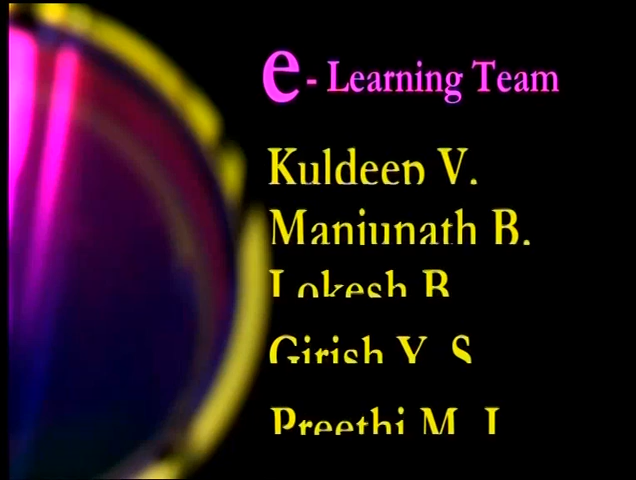 e- Learning Team
Kuldeep V.
Manjunath B.
Lokesh B
Girish V. S
Preethi M.